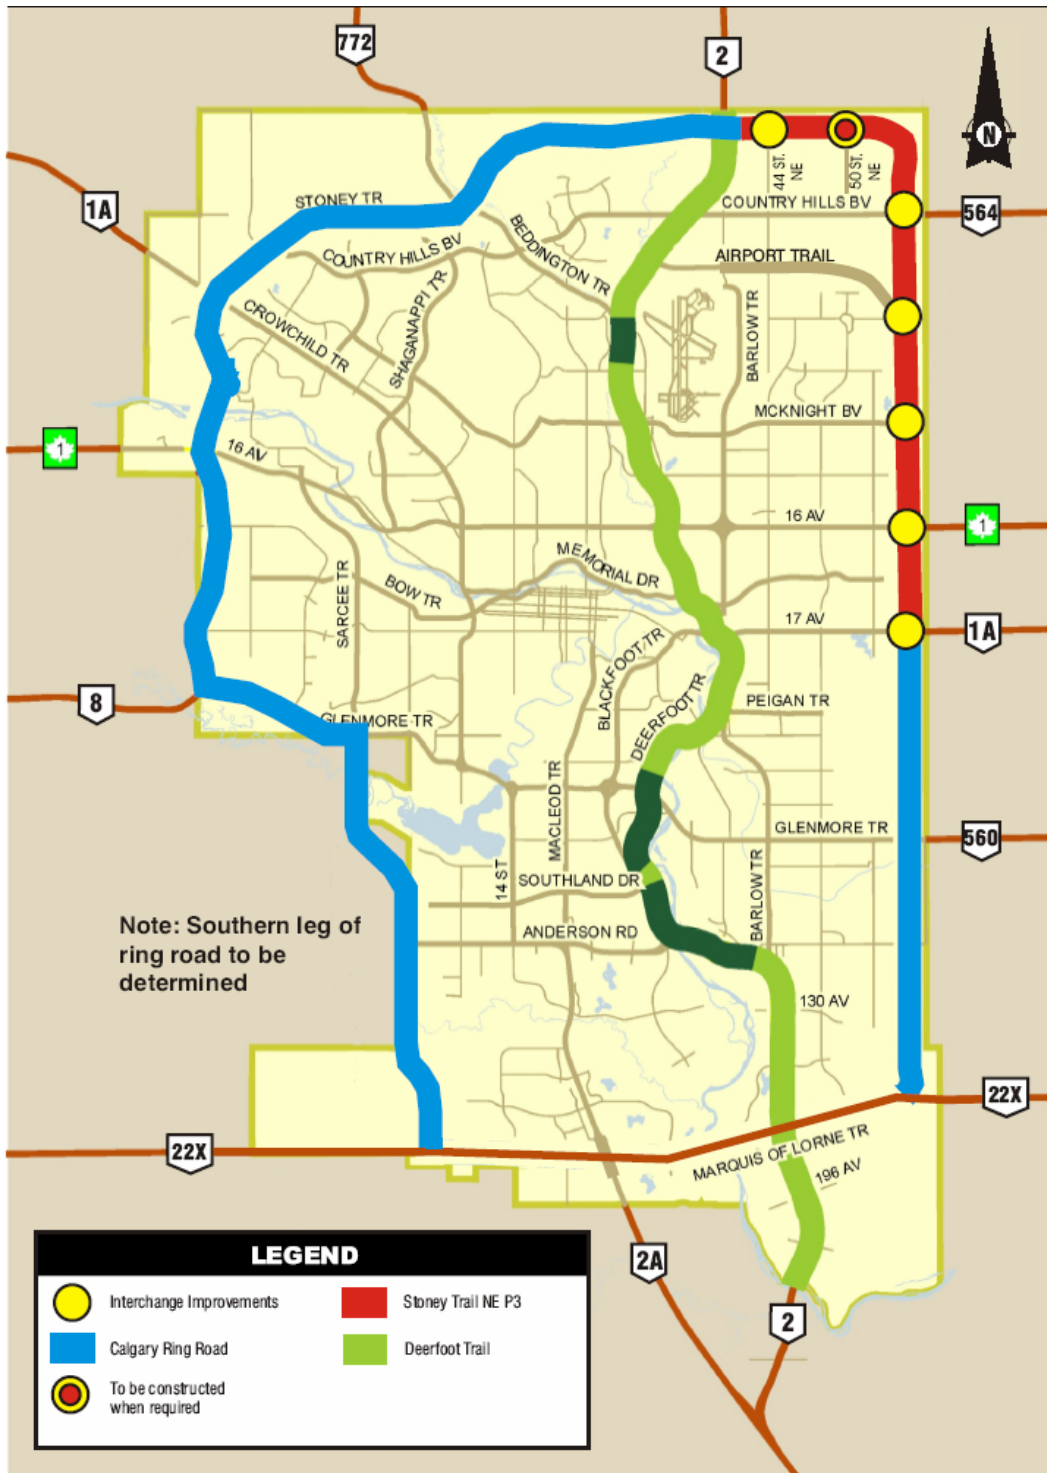 772
2
N
44 ST.
NE
50 ST.
NE
1A
STONEY TR
COUNTRY HILLS BV
564
BEDDINGTON TR
COUNTRY HILLS BV
AIRPORT TRAIL
SHAGANAPPI TR
CROWCHILD TR
BARLOW TR
MCKNIGHT BV
1
16 AV
16 AV
1
MEMORIAL DR
SARCEE TR
BOW TR
17 AV
1A
BLACKFOOT TR
8
DEERFOOT TR
PEIGAN TR
GLENMORE TR
MACLEOD TR
GLENMORE TR
560
14 ST
SOUTHLAND DR
BARLOW TR
Note: Southern leg of
ring road to be
determined
ANDERSON RD
130 AV
22X
22X
MARQUIS OF LORNE TR
196 AV
2A
2
LEGEND
Interchange Improvements
Stoney Trail NE P3
Calgary Ring Road
Deerfoot Trail
To be constructed
when required